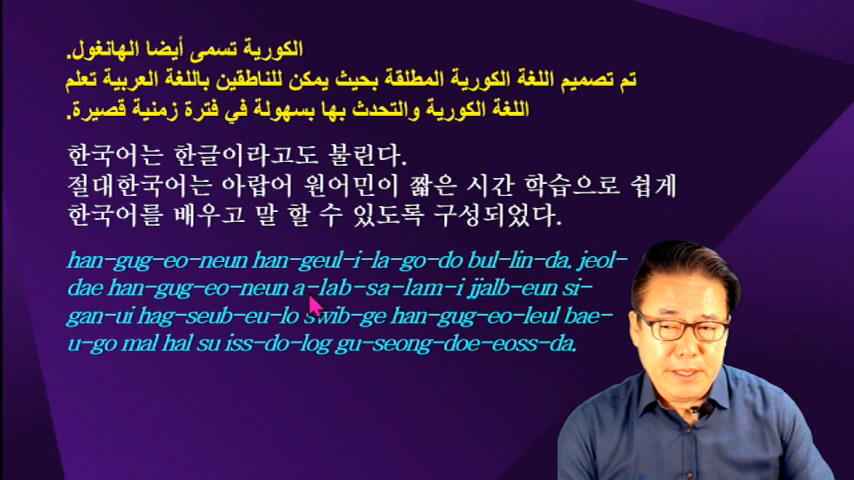 الكورية تسمى أيضا الهانغول.
تم تصميم اللغة الكورية المطلقة بحيث يمكن للناطقين باللغة العربية تعلم
اللغة الكورية والتحدث بها بسهولة في فترة زمنية قصيرة.
한국어는 한글이라고도 불린다.
절대한국어는 아랍어 원어민이 짧은 시간 학습으로 쉽게
한국어를 배우고 말 할 수 있도록 구성되었다.
han-gug-eo-neun han-geul-i-la-go-do bul-lin-da. jeol-
dae han-gug-eo-neun a-lab-sa-lam-i jjalb-eun si-
gan-ui hag-seub-eu-lo swib-ge han-gug-eo-leul bae-
u-go mal hal su iss-do-log gu-seong-doe-eoss-da.